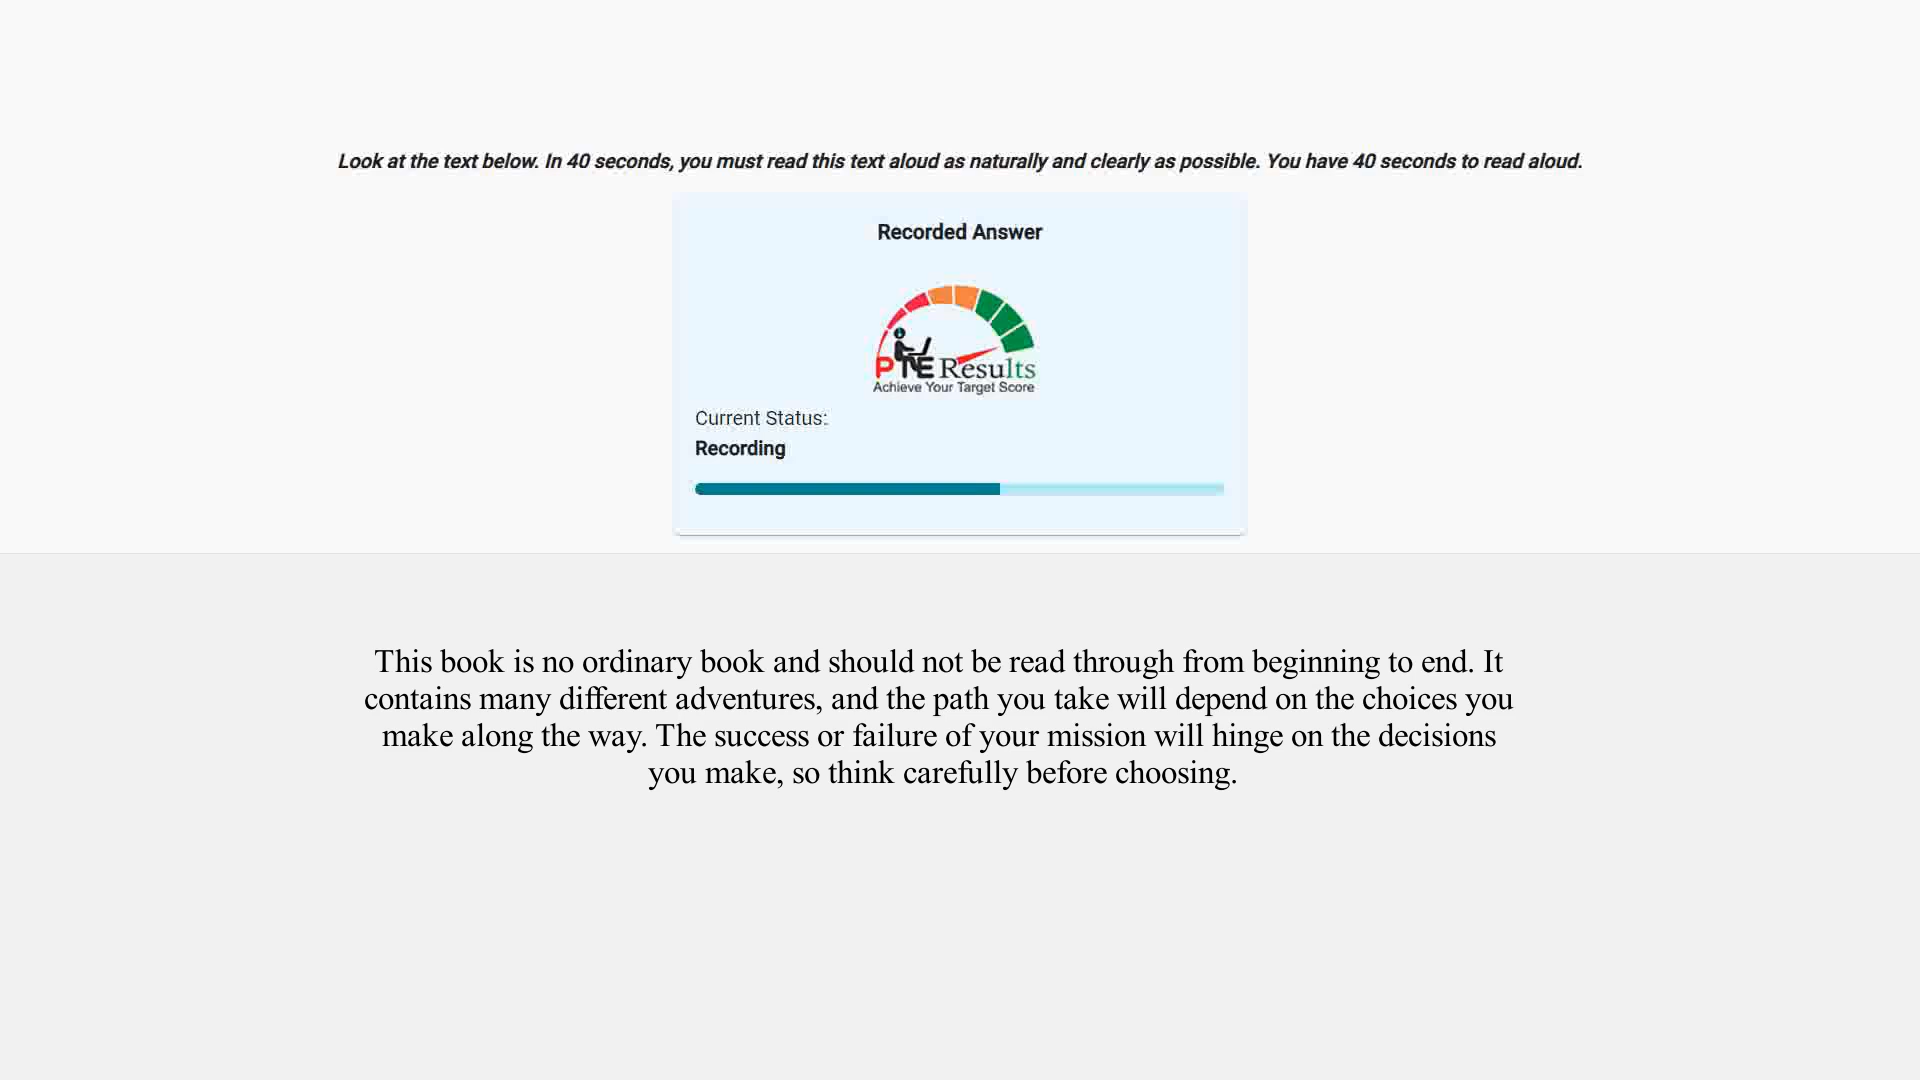 Look at the text below. In 40 seconds, you must read this text aloud as naturally and clearly as possible. You have 40 seconds to read aloud.
Recorded Answer
PTE Results
Achieve Your Target Score
Current Status:
Recording
This book is no ordinary book and should not be read through from beginning to end. It
contains many different adventures, and the path you take will depend on the choices you
make along the way. The success or failure of your mission will hinge on the decisions
you make, so think carefully before choosing.